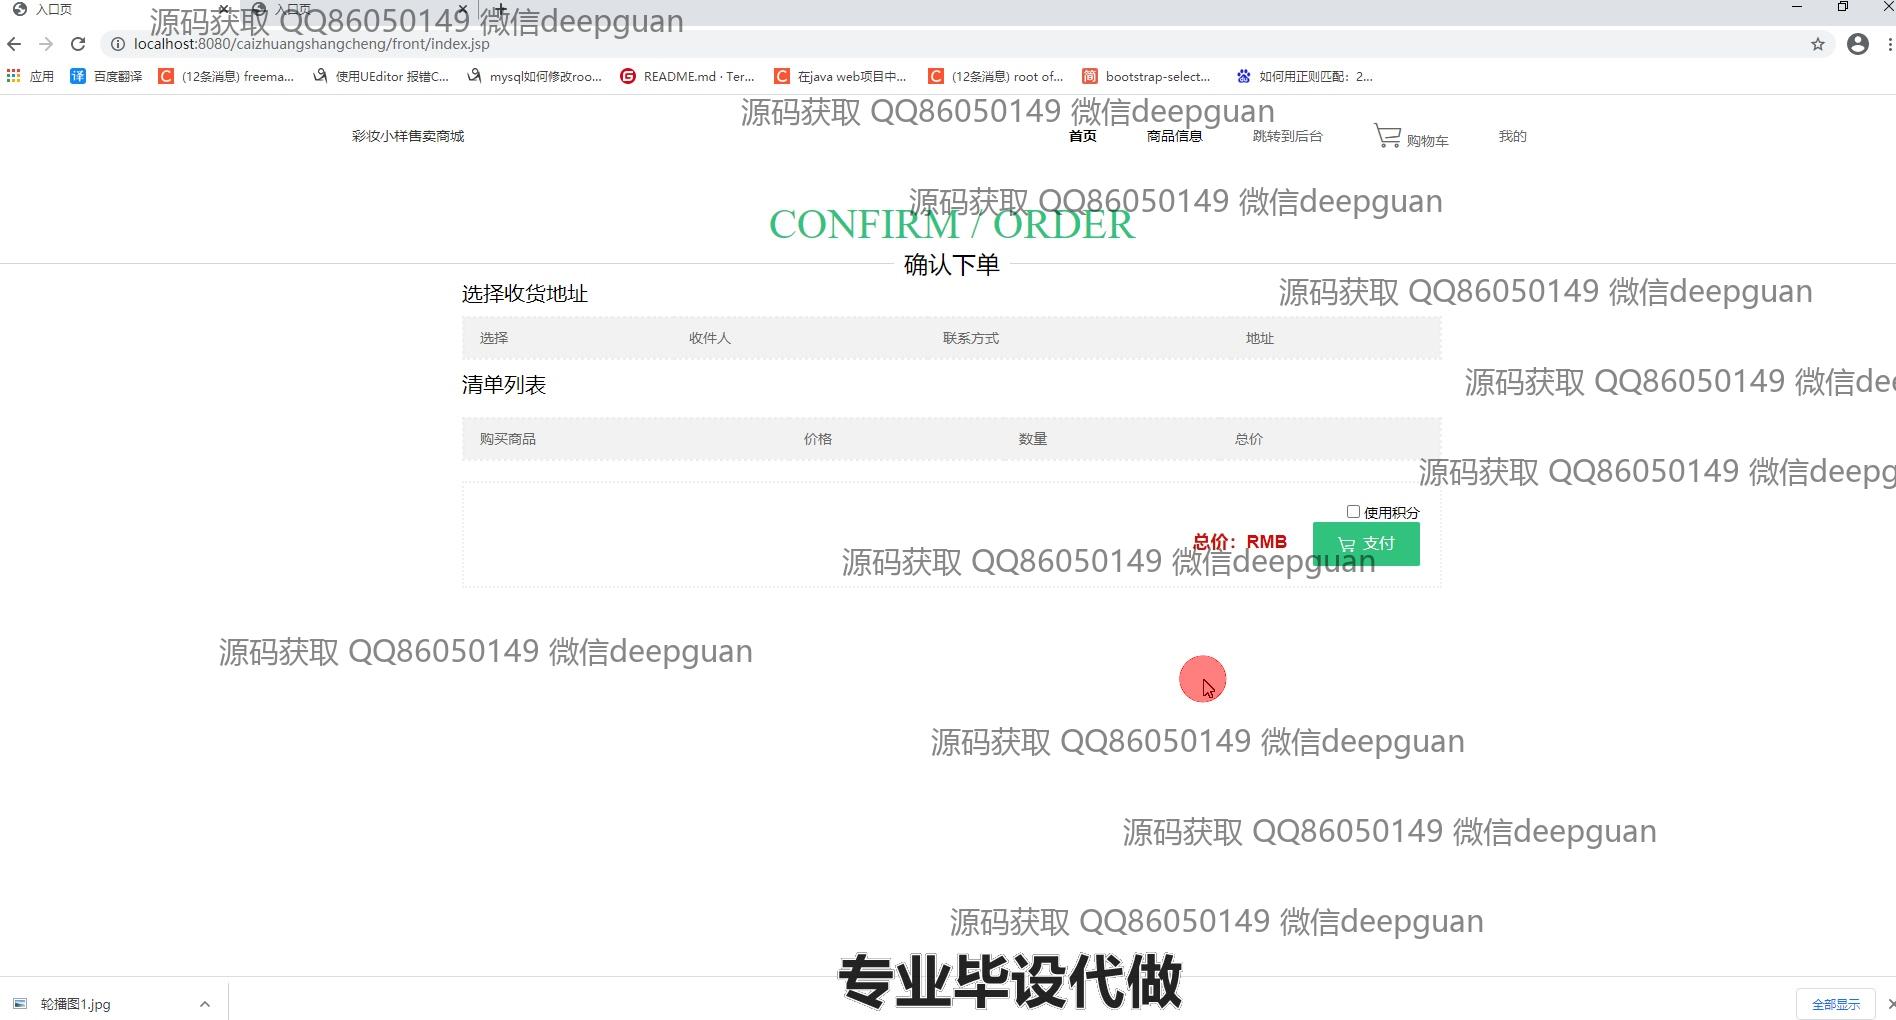 入口页
入口页
源码获取 QQ86050149 微信deepguan
localhost:8080/caizhuangshangcheng/front/index.jsp
应用 百度翻译 (12条消息) freema... 使用UEditor 报错C... mysql如何修改roo... README.md · Ter... 在java web项目中... (12条消息) root of... bootstrap-select... 如何用正则匹配：2...
源码获取 QQ86050149 微信deepguan
彩妆小样售卖商城 首页 商品信息 跳转到后台 购物车 我的
源码获取 QQ86050149 微信deepguan
CONFIRM / ORDER
确认下单
选择收货地址
源码获取 QQ86050149 微信deepguan
选择 收件人 联系方式 地址
清单列表
源码获取 QQ86050149 微信dee
购买商品 价格 数量 总价
源码获取 QQ86050149 微信deepg
使用积分
总价：RMB 支付
源码获取 QQ86050149 微信deepguan
源码获取 QQ86050149 微信deepguan
源码获取 QQ86050149 微信deepguan
源码获取 QQ86050149 微信deepguan
源码获取 QQ86050149 微信deepguan
专业毕设代做
轮播图1.jpg 全部显示